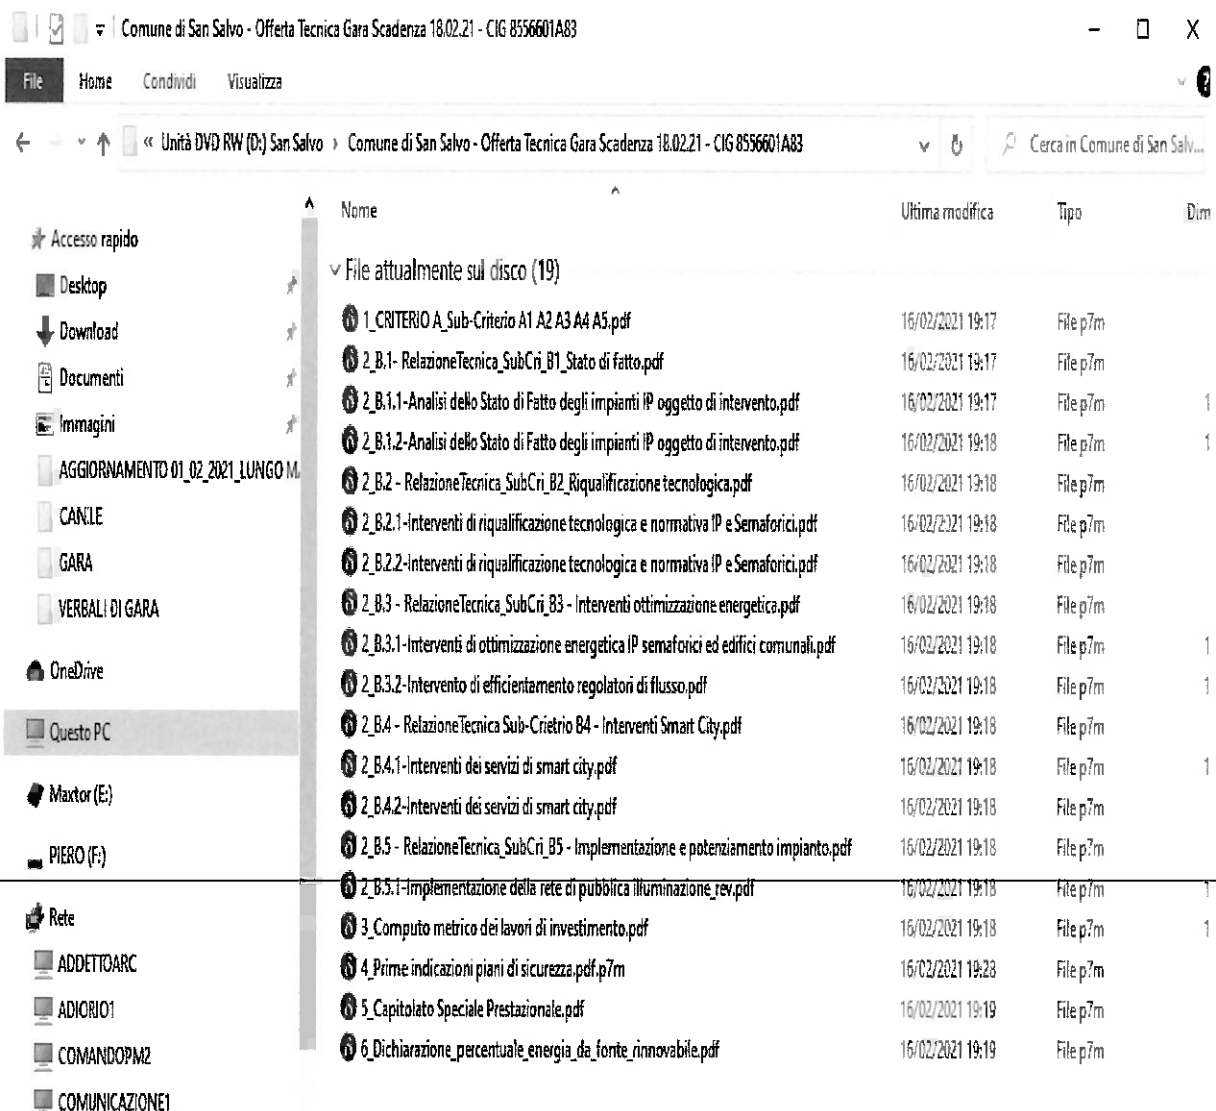 Comune di San Salvo - Offerta Tecnica Gara Scadenza 18.02.21 - CIG 8556601A83
File Home Condividi Visualizza
« Unità DVD RW (D:) San Salvo › Comune di San Salvo - Offerta Tecnica Gara Scadenza 18.02.21 - CIG 8556601A83
Cerca in Comune di San Salv...
Accesso rapido
Desktop
Download
Documenti
Immagini
AGGIORNAMENTO 01_02_2021_LUNGO M
CANILE
GARA
VERBALI DI GARA
OneDrive
Questo PC
Maxtor (E:)
PIERO (F:)
Rete
ADDETTOARC
ADIORIO1
COMANDOPM2
COMUNICAZIONE1
Nome Ultima modifica Tipo Dim
File attualmente sul disco (19)
1_CRITERIO A_Sub-Criterio A1 A2 A3 A4 A5.pdf 16/02/2021 19:17 File p7m
2_B.1- RelazioneTecnica_SubCri_B1_Stato di fatto.pdf 16/02/2021 19:17 File p7m
2_B.1.1-Analisi dello Stato di Fatto degli impianti IP oggetto di intervento.pdf 16/02/2021 19:17 File p7m 1
2_B.1.2-Analisi dello Stato di Fatto degli impianti IP oggetto di intervento.pdf 16/02/2021 19:18 File p7m 1
2_B.2 - RelazioneTecnica_SubCri_B2_Riqualificazione tecnologica.pdf 16/02/2021 19:18 File p7m
2_B.2.1-Interventi di riqualificazione tecnologica e normativa IP e Semaforici.pdf 16/02/2021 19:18 File p7m
2_B.2.2-Interventi di riqualificazione tecnologica e normativa IP e Semaforici.pdf 16/02/2021 19:18 File p7m
2_B.3 - RelazioneTecnica_SubCri_B3 - Interventi ottimizzazione energetica.pdf 16/02/2021 19:18 File p7m
2_B.3.1-Interventi di ottimizzazione energetica IP semaforici ed edifici comunali.pdf 16/02/2021 19:18 File p7m 1
2_B.3.2-Intervento di efficientamento regolatori di flusso.pdf 16/02/2021 19:18 File p7m 1
2_B.4 - RelazioneTecnica Sub-Crietrio B4 - Interventi Smart City.pdf 16/02/2021 19:18 File p7m
2_B.4.1-Interventi dei servizi di smart city.pdf 16/02/2021 19:18 File p7m 1
2_B.4.2-Interventi dei servizi di smart city.pdf 16/02/2021 19:18 File p7m
2_B.5 - RelazioneTecnica_SubCri_B5 - Implementazione e potenziamento impianto.pdf 16/02/2021 19:18 File p7m
2_B.5.1-Implementazione della rete di pubblica illuminazione_rev.pdf 16/02/2021 19:18 File p7m 1
3_Computo metrico dei lavori di investimento.pdf 16/02/2021 19:18 File p7m 1
4_Prime indicazioni piani di sicurezza.pdf.p7m 16/02/2021 19:28 File p7m
5_Capitolato Speciale Prestazionale.pdf 16/02/2021 19:19 File p7m
6_Dichiarazione_percentuale_energia_da_fonte_rinnovabile.pdf 16/02/2021 19:19 File p7m